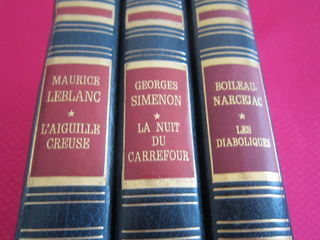 MAURICE
LEBLANC
*
L'AIGUILLE
CREUSE
GEORGES
SIMENON
*
LA NUIT
DU
CARREFOUR
BOILEAU-
NARCEJAC
*
LES
DIABOLIQUES